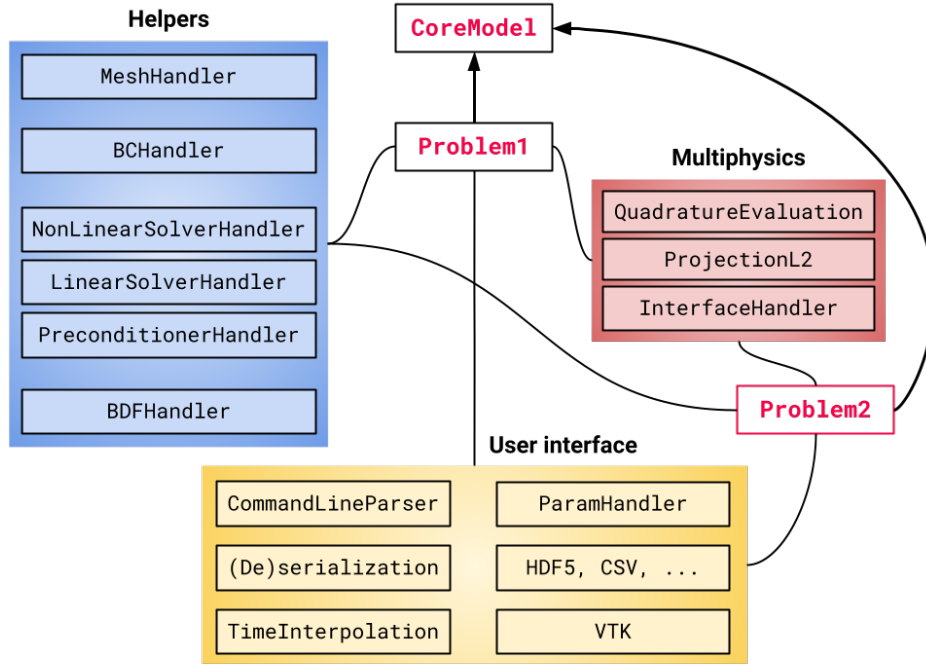 Helpers
MeshHandler
BCHandler
NonLinearSolverHandler
LinearSolverHandler
PreconditionerHandler
BDFHandler
CoreModel
Problem1
Multiphysics
QuadratureEvaluation
ProjectionL2
InterfaceHandler
Problem2
User interface
CommandLineParser
ParamHandler
(De)serialization
HDF5, CSV, ...
TimeInterpolation
VTK